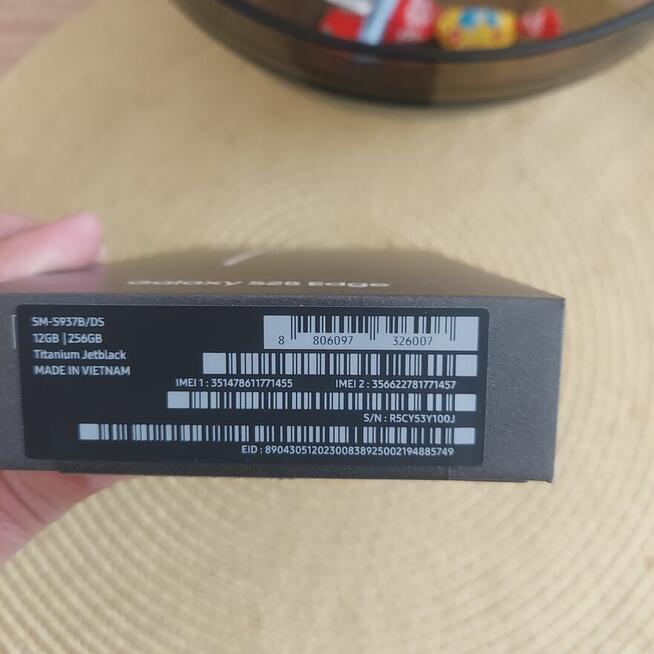 Galaxy S25 Edge
SM-S937B/DS
12GB | 256GB
Titanium Jetblack
MADE IN VIETNAM
8 806097 326007
IMEI 1 : 351478611771455 IMEI 2 : 356622781771457
S/N : R5CY53Y100J
EID : 89043051202300838925002194885749